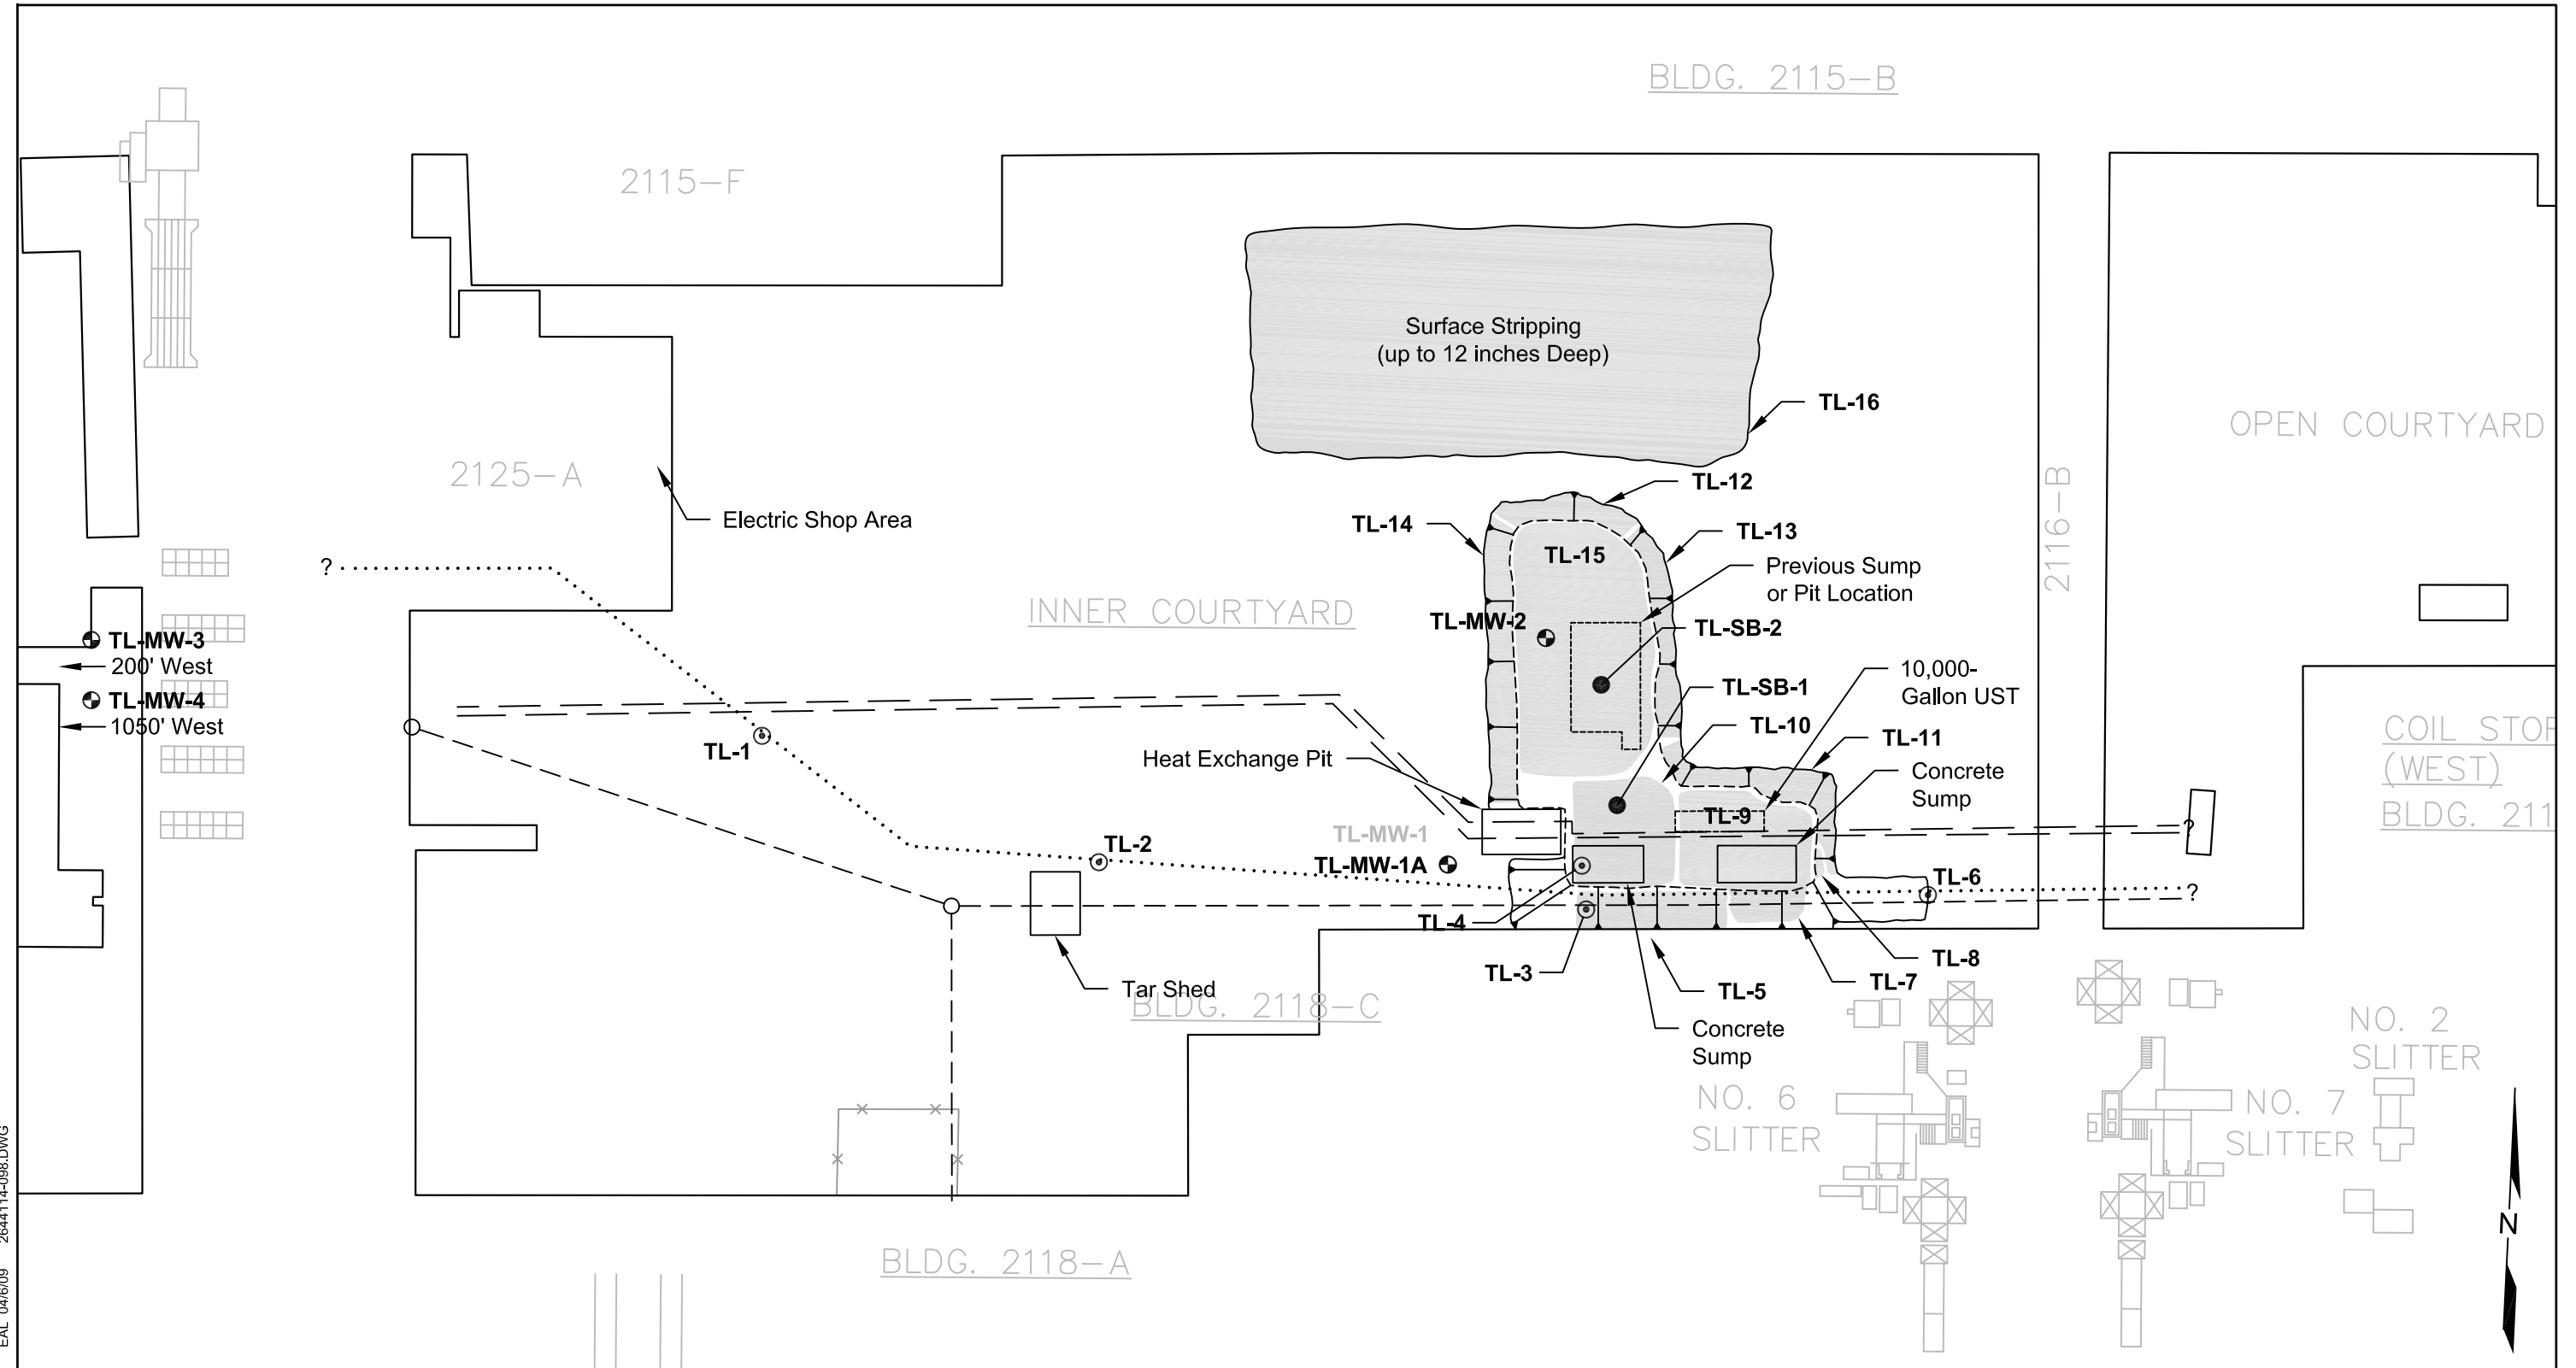 BLDG. 2115-B
2115-F
Surface Stripping
(up to 12 inches Deep)
TL-16
OPEN COURTYARD
2125-A
TL-12
Electric Shop Area
TL-14
TL-13
2116-B
TL-15
?
Previous Sump
or Pit Location
INNER COURTYARD
TL-MW-2
TL-SB-2
TL-MW-3
200' West
10,000-
Gallon UST
TL-SB-1
TL-MW-4
1050' West
TL-10
TL-1
TL-11
COIL STOR
(WEST)
BLDG. 211
Heat Exchange Pit
Concrete
Sump
TL-9
?
TL-MW-1
TL-2
TL-MW-1A
TL-6
?
TL-4
TL-8
TL-3
TL-7
TL-5
Tar Shed
BLDG. 2118-C
Concrete
Sump
NO. 2
SLITTER
NO. 6
SLITTER
NO. 7
SLITTER
N
BLDG. 2118-A
EAL 04/6/09 2644114-098.DWG